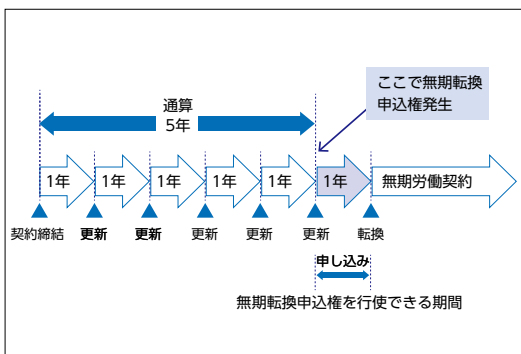 通算
5年
ここで無期転換
申込権発生
1年 1年 1年 1年 1年 1年 無期労働契約
契約締結 更新 更新 更新 更新 更新 転換
申し込み
無期転換申込権を行使できる期間